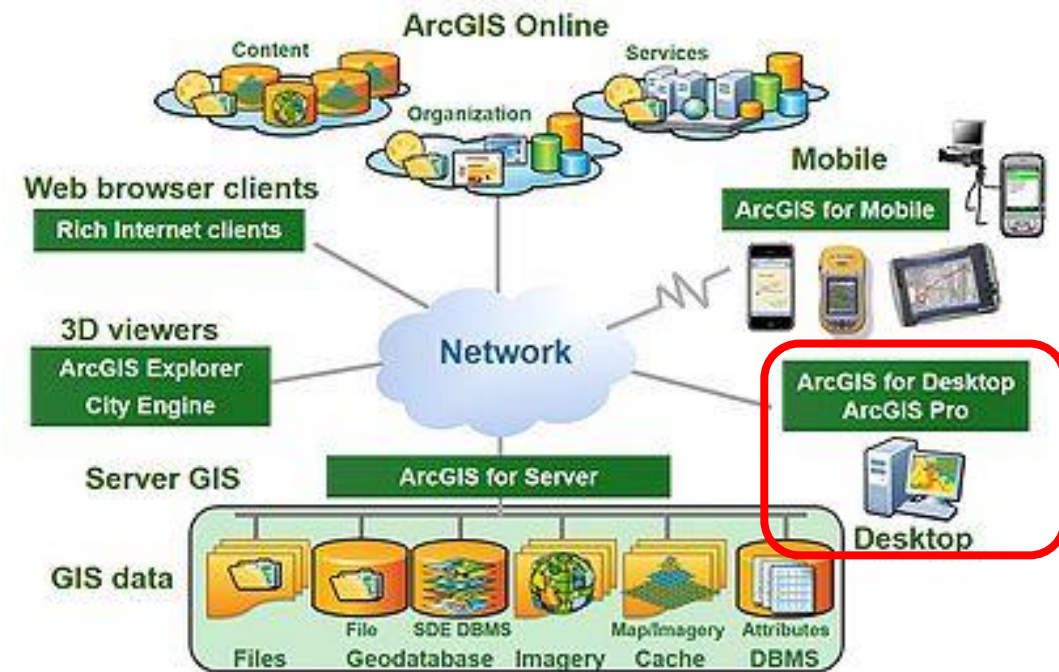 ArcGIS Online
Content
Services
Organization
Web browser clients
Rich Internet clients
Mobile
ArcGIS for Mobile
3D viewers
ArcGIS Explorer
City Engine
Network
ArcGIS for Desktop
ArcGIS Pro
Desktop
Server GIS
ArcGIS for Server
GIS data
File
SDE DBMS
Map/Imagery
Attributes
Files
Geodatabase
Imagery
Cache
DBMS